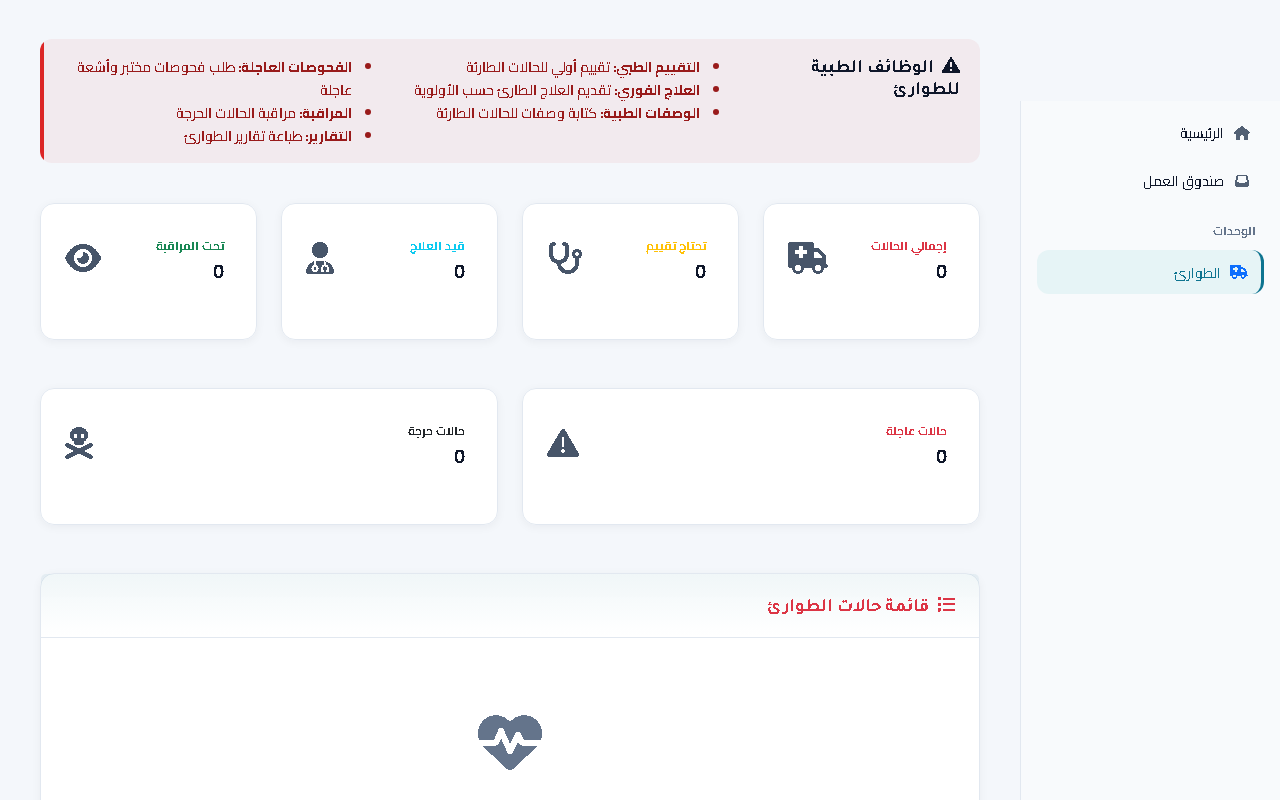 الوظائف الطبية
للطوارئ
التقييم الطبي: تقييم أولي للحالات الطارئة
العلاج الفوري: تقديم العلاج الطارئ حسب الأولوية
الوصفات الطبية: كتابة وصفات للحالات الطارئة
الفحوصات العاجلة: طلب فحوصات مختبر وأشعة
عاجلة
المراقبة: مراقبة الحالات الحرجة
التقارير: طباعة تقارير الطوارئ
الرئيسية
صندوق العمل
الوحدات
الطوارئ
إجمالي الحالات
0
تحتاج تقييم
0
قيد العلاج
0
تحت المراقبة
0
حالات عاجلة
0
حالات حرجة
0
قائمة حالات الطوارئ